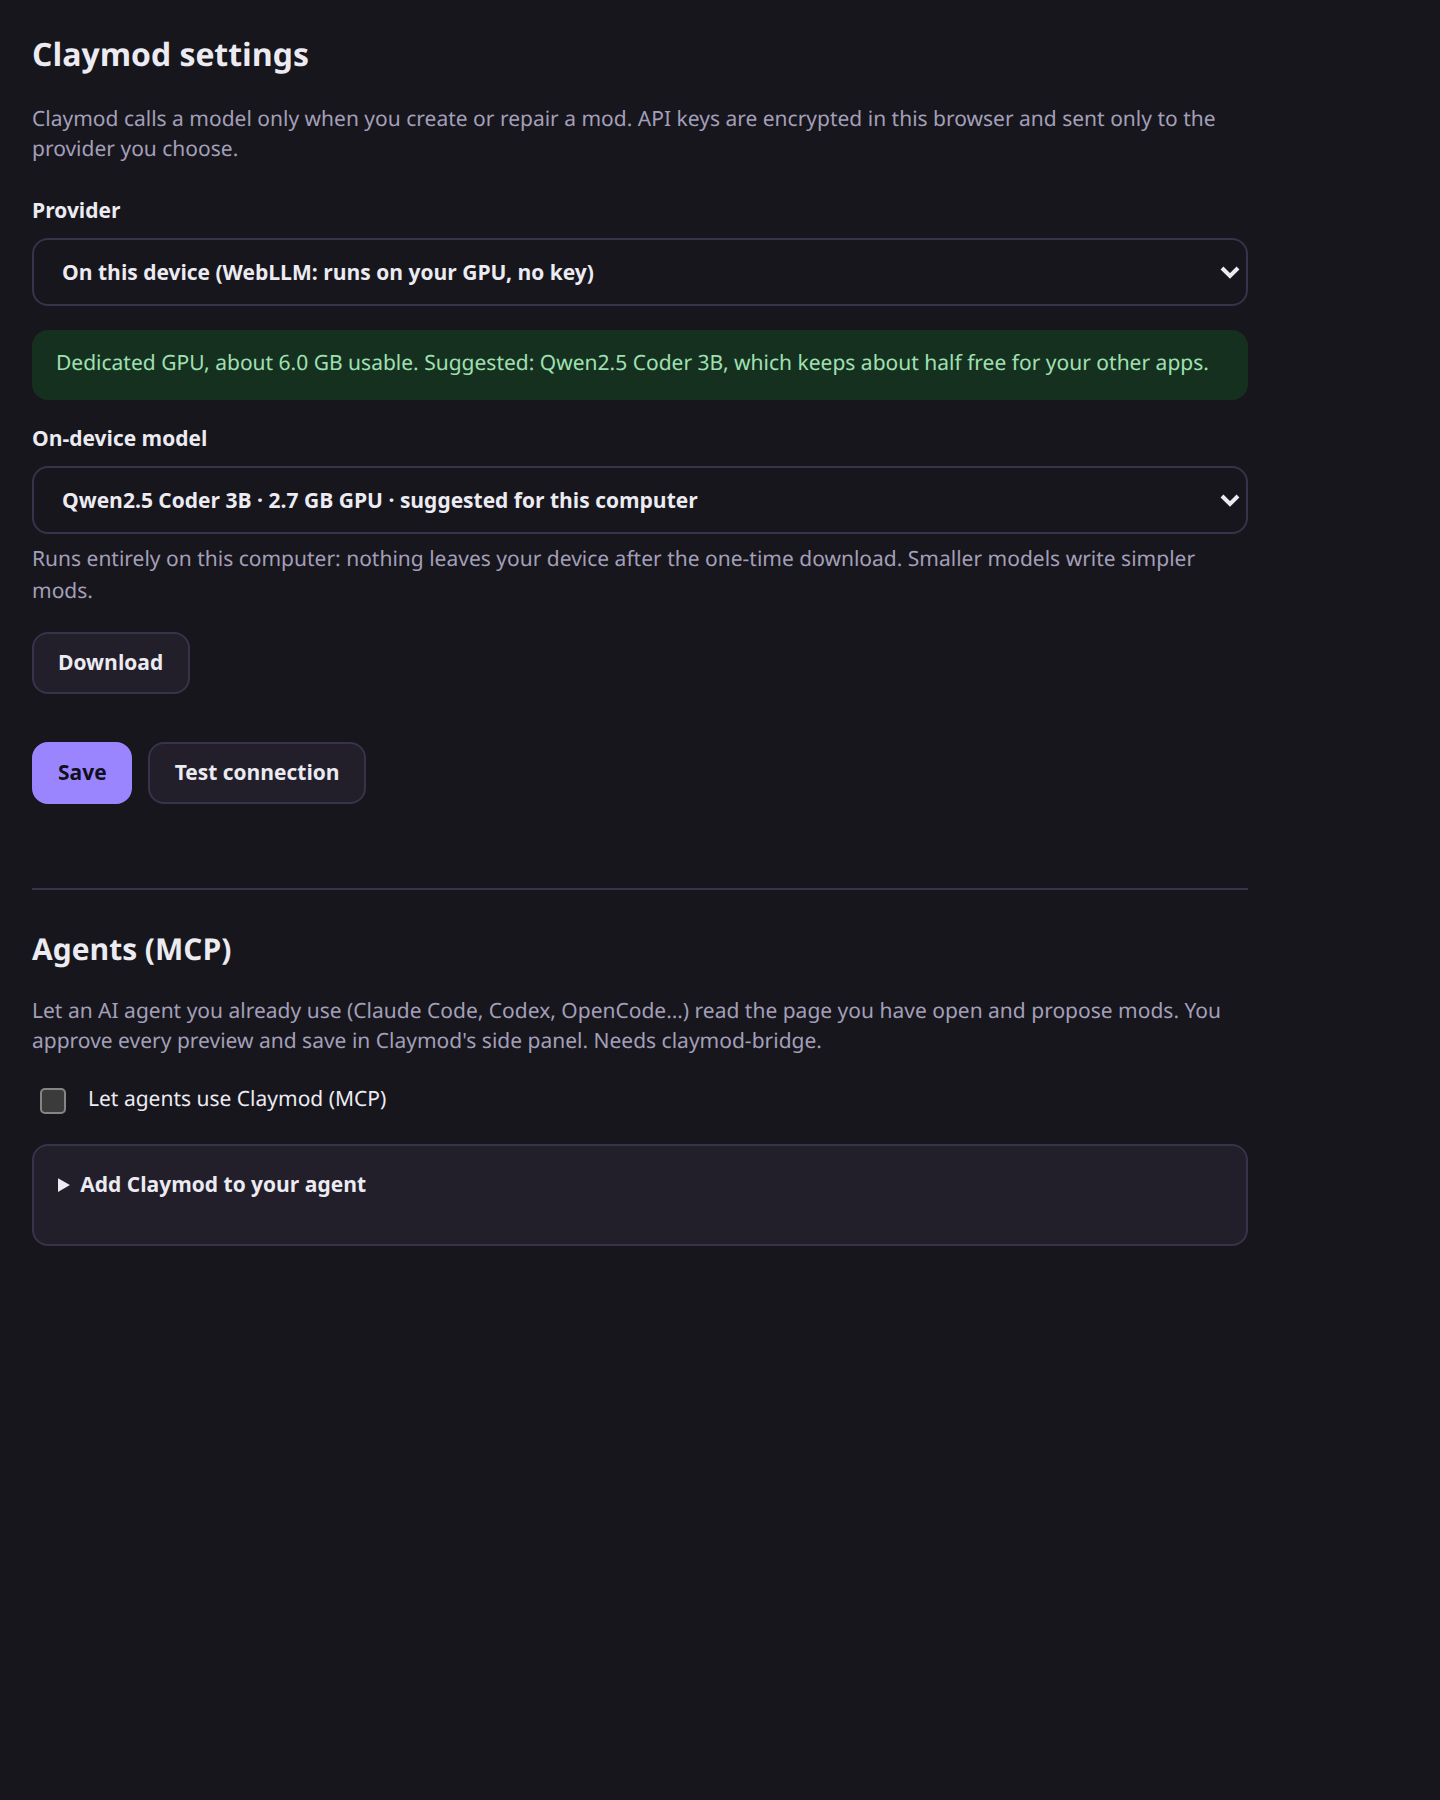 Claymod settings
Claymod calls a model only when you create or repair a mod. API keys are encrypted in this browser and sent only to the
provider you choose.
Provider
On this device (WebLLM: runs on your GPU, no key)
Dedicated GPU, about 6.0 GB usable. Suggested: Qwen2.5 Coder 3B, which keeps about half free for your other apps.
On-device model
Qwen2.5 Coder 3B · 2.7 GB GPU · suggested for this computer
Runs entirely on this computer: nothing leaves your device after the one-time download. Smaller models write simpler
mods.
Download
Save Test connection
Agents (MCP)
Let an AI agent you already use (Claude Code, Codex, OpenCode...) read the page you have open and propose mods. You
approve every preview and save in Claymod's side panel. Needs claymod-bridge.
Let agents use Claymod (MCP)
Add Claymod to your agent